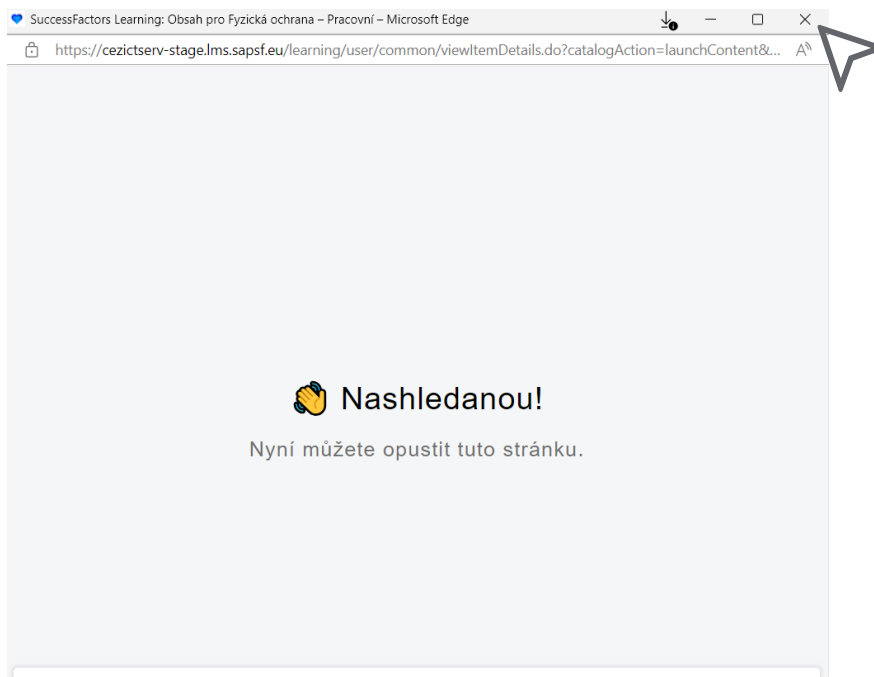 SuccessFactors Learning: Obsah pro Fyzická ochrana – Pracovní – Microsoft Edge
https://cezictserv-stage.lms.sapsf.eu/learning/user/common/viewItemDetails.do?catalogAction=launchContent&...
👋 Nashledanou!
Nyní můžete opustit tuto stránku.